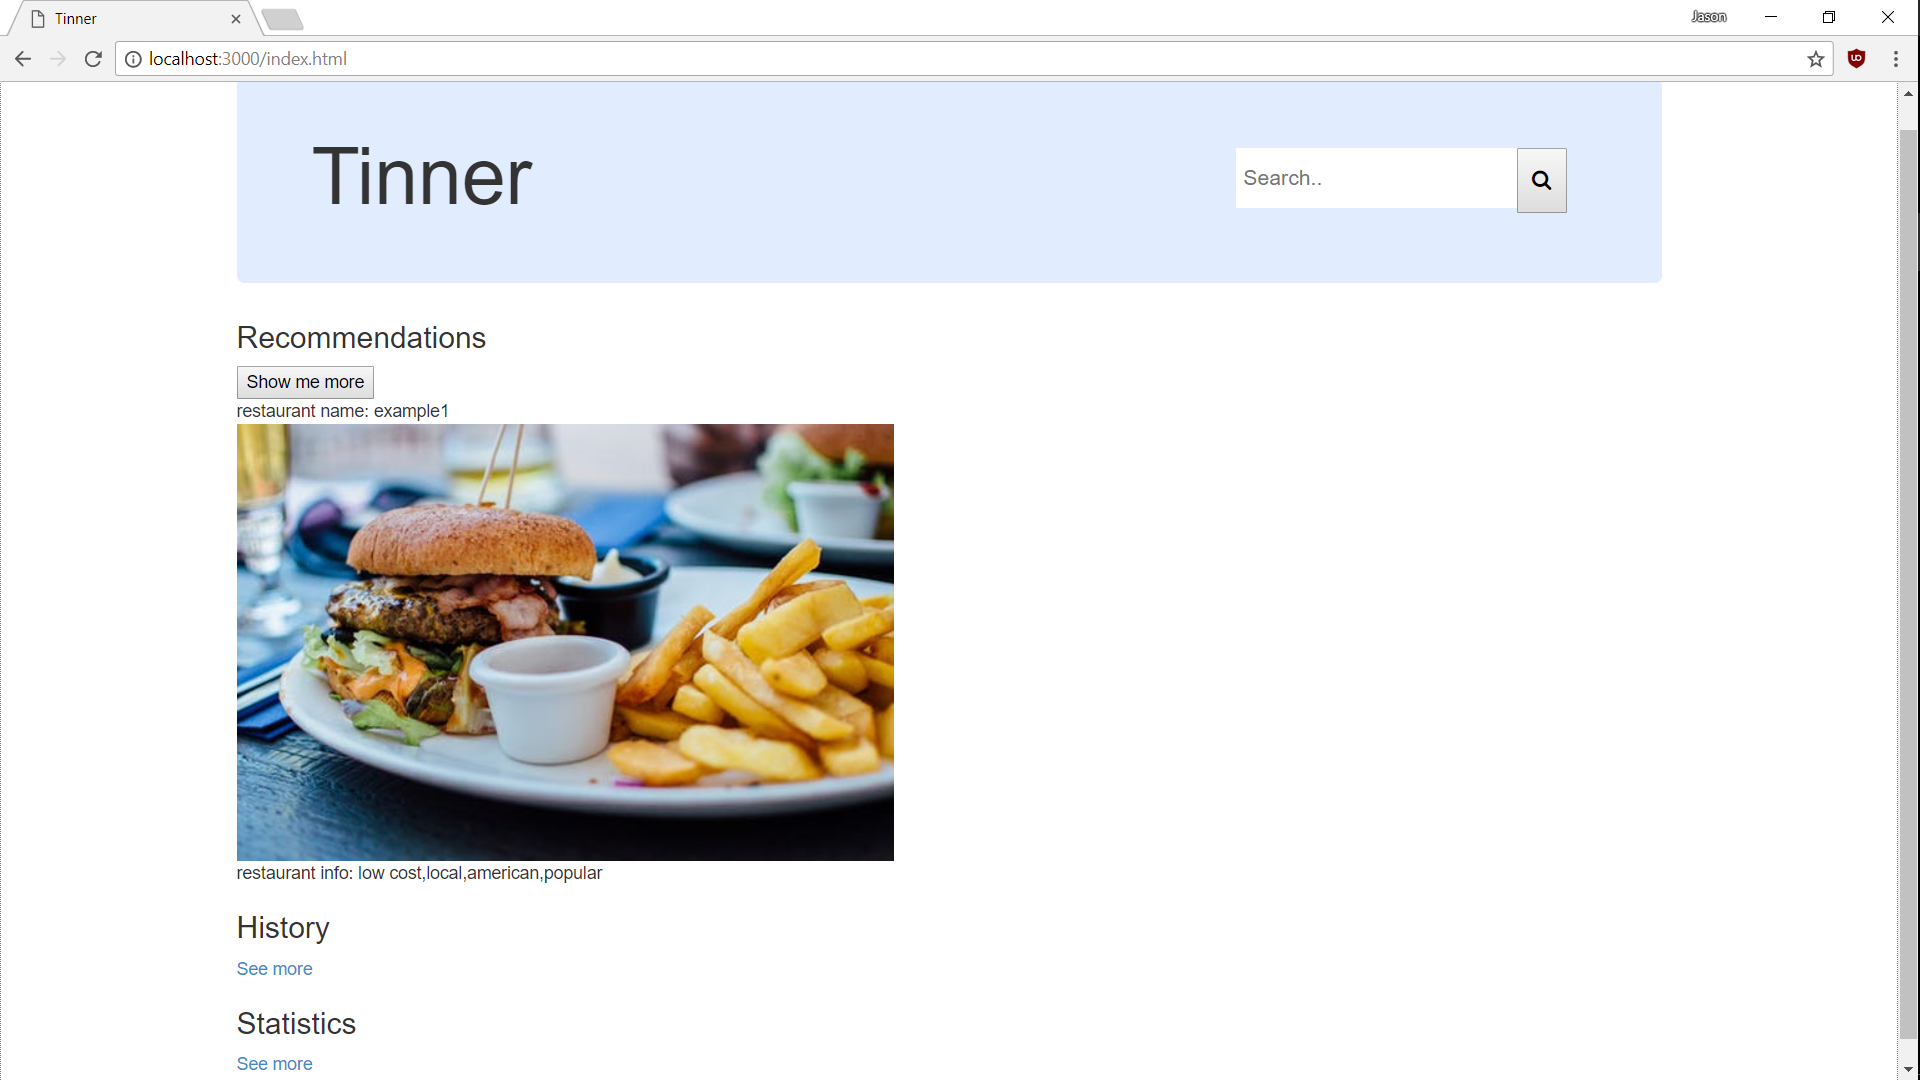 Tinner
Jason
localhost:3000/index.html
Tinner
Search..
Recommendations
Show me more
restaurant name: example1
restaurant info: low cost,local,american,popular
History
See more
Statistics
See more